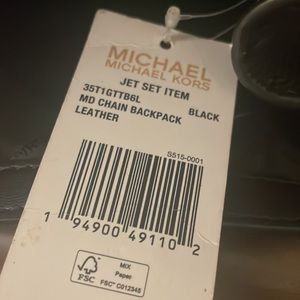 MICHAEL
MICHAEL KORS
JET SET ITEM
35T1GTTB6L BLACK
MD CHAIN BACKPACK
LEATHER
S515-0001
1 94900 49110 2
FSC
MIX
Paper
FSC® C012345